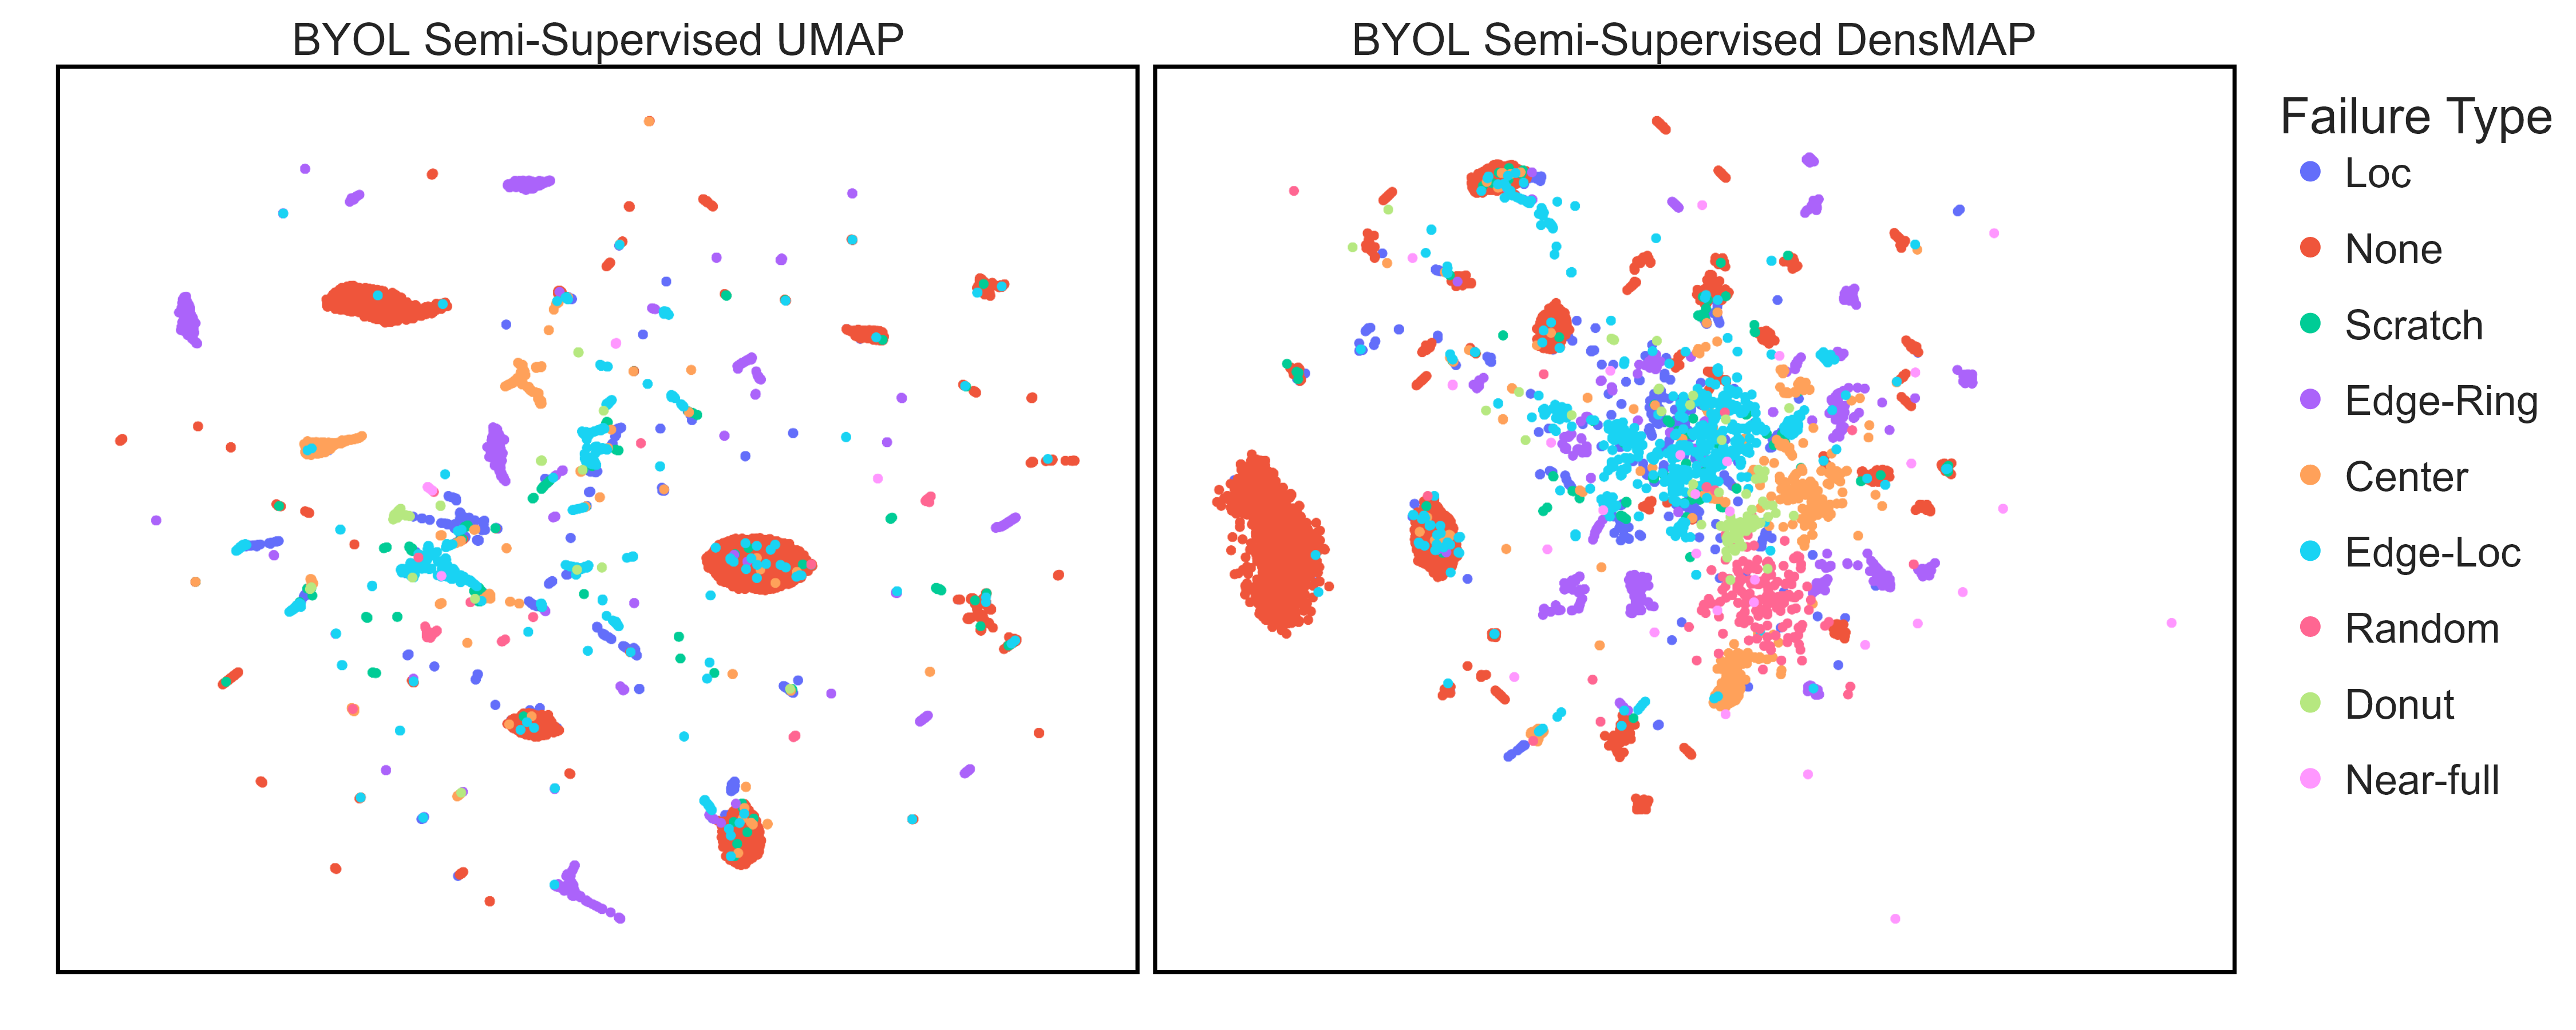 BYOL Semi-Supervised UMAP
BYOL Semi-Supervised DensMAP
Failure Type
Loc
None
Scratch
Edge-Ring
Center
Edge-Loc
Random
Donut
Near-full